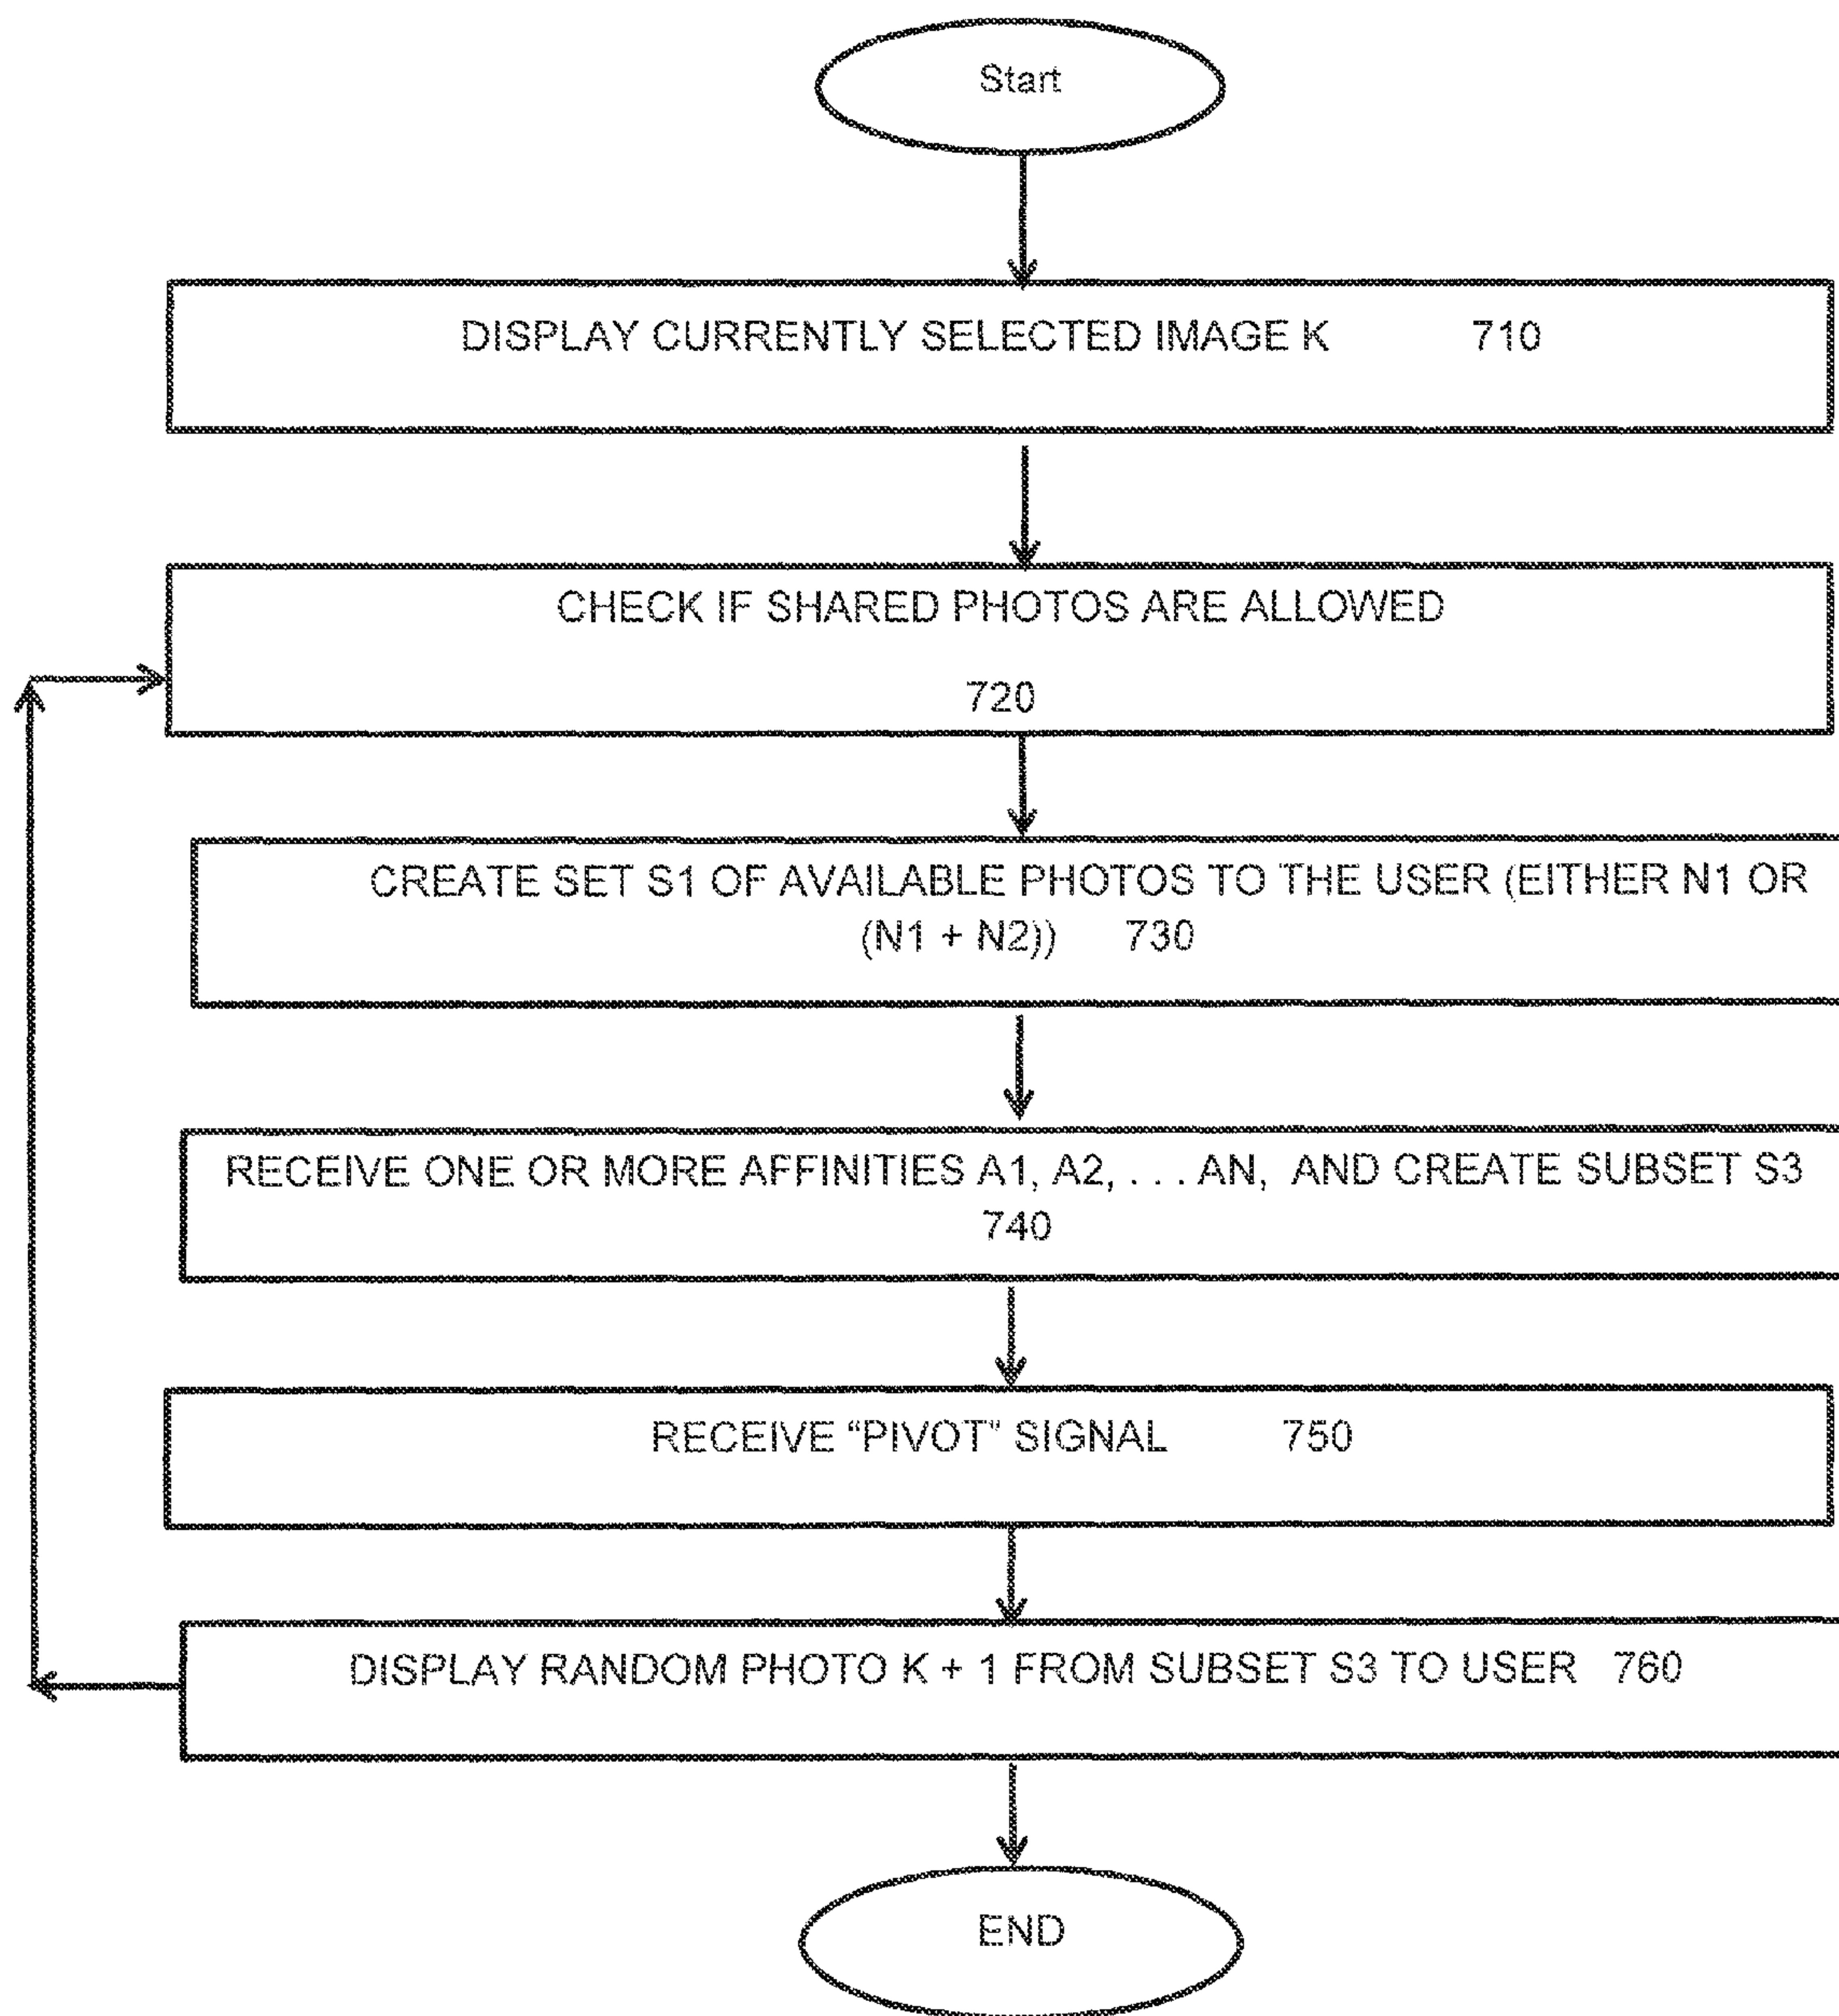 Start
DISPLAY CURRENTLY SELECTED IMAGE K 710
CHECK IF SHARED PHOTOS ARE ALLOWED
720
CREATE SET S1 OF AVAILABLE PHOTOS TO THE USER (EITHER N1 OR
(N1 + N2)) 730
RECEIVE ONE OR MORE AFFINITIES A1, A2, . . . AN, AND CREATE SUBSET S3
740
RECEIVE “PIVOT” SIGNAL 750
DISPLAY RANDOM PHOTO K + 1 FROM SUBSET S3 TO USER 760
END